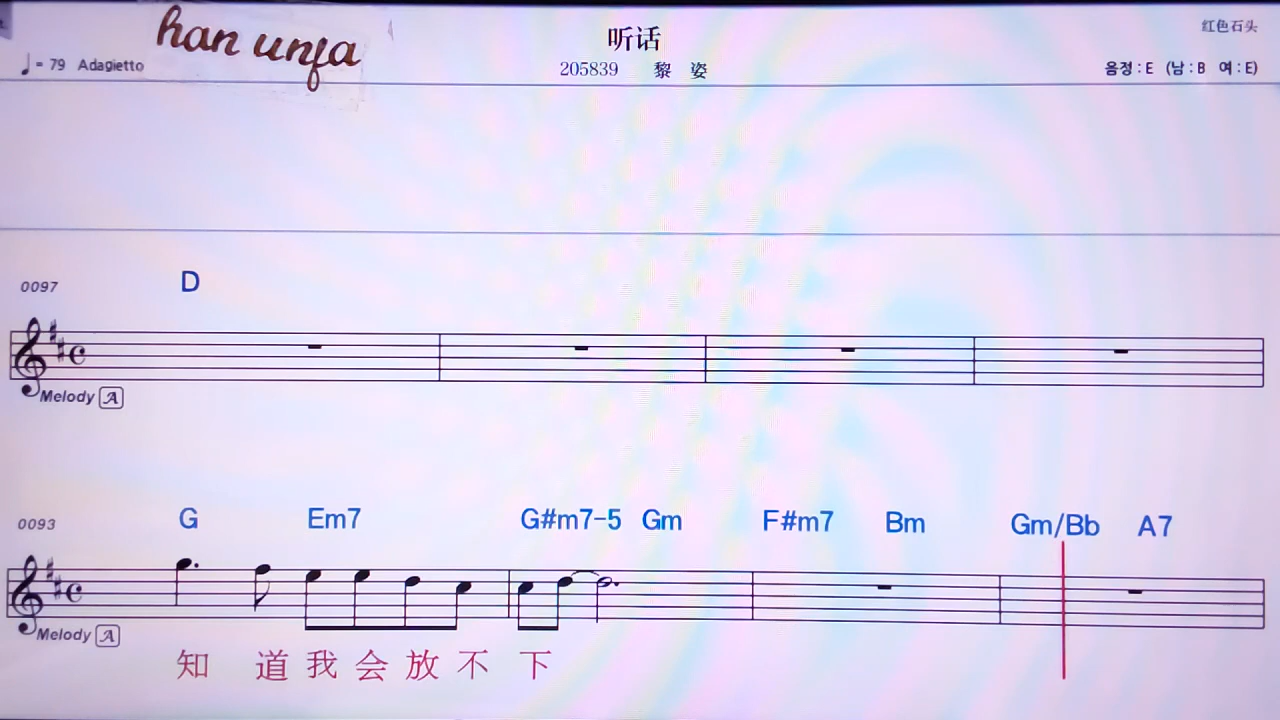 han unfa
听话
红色石头
♩= 79 Adagietto
205839 黎 姿
음정 : E (남 : B 여 : E)
0097
D
Melody A
0093
G Em7 G#m7-5 Gm F#m7 Bm Gm/Bb A7
Melody A
知 道 我 会 放 不 下